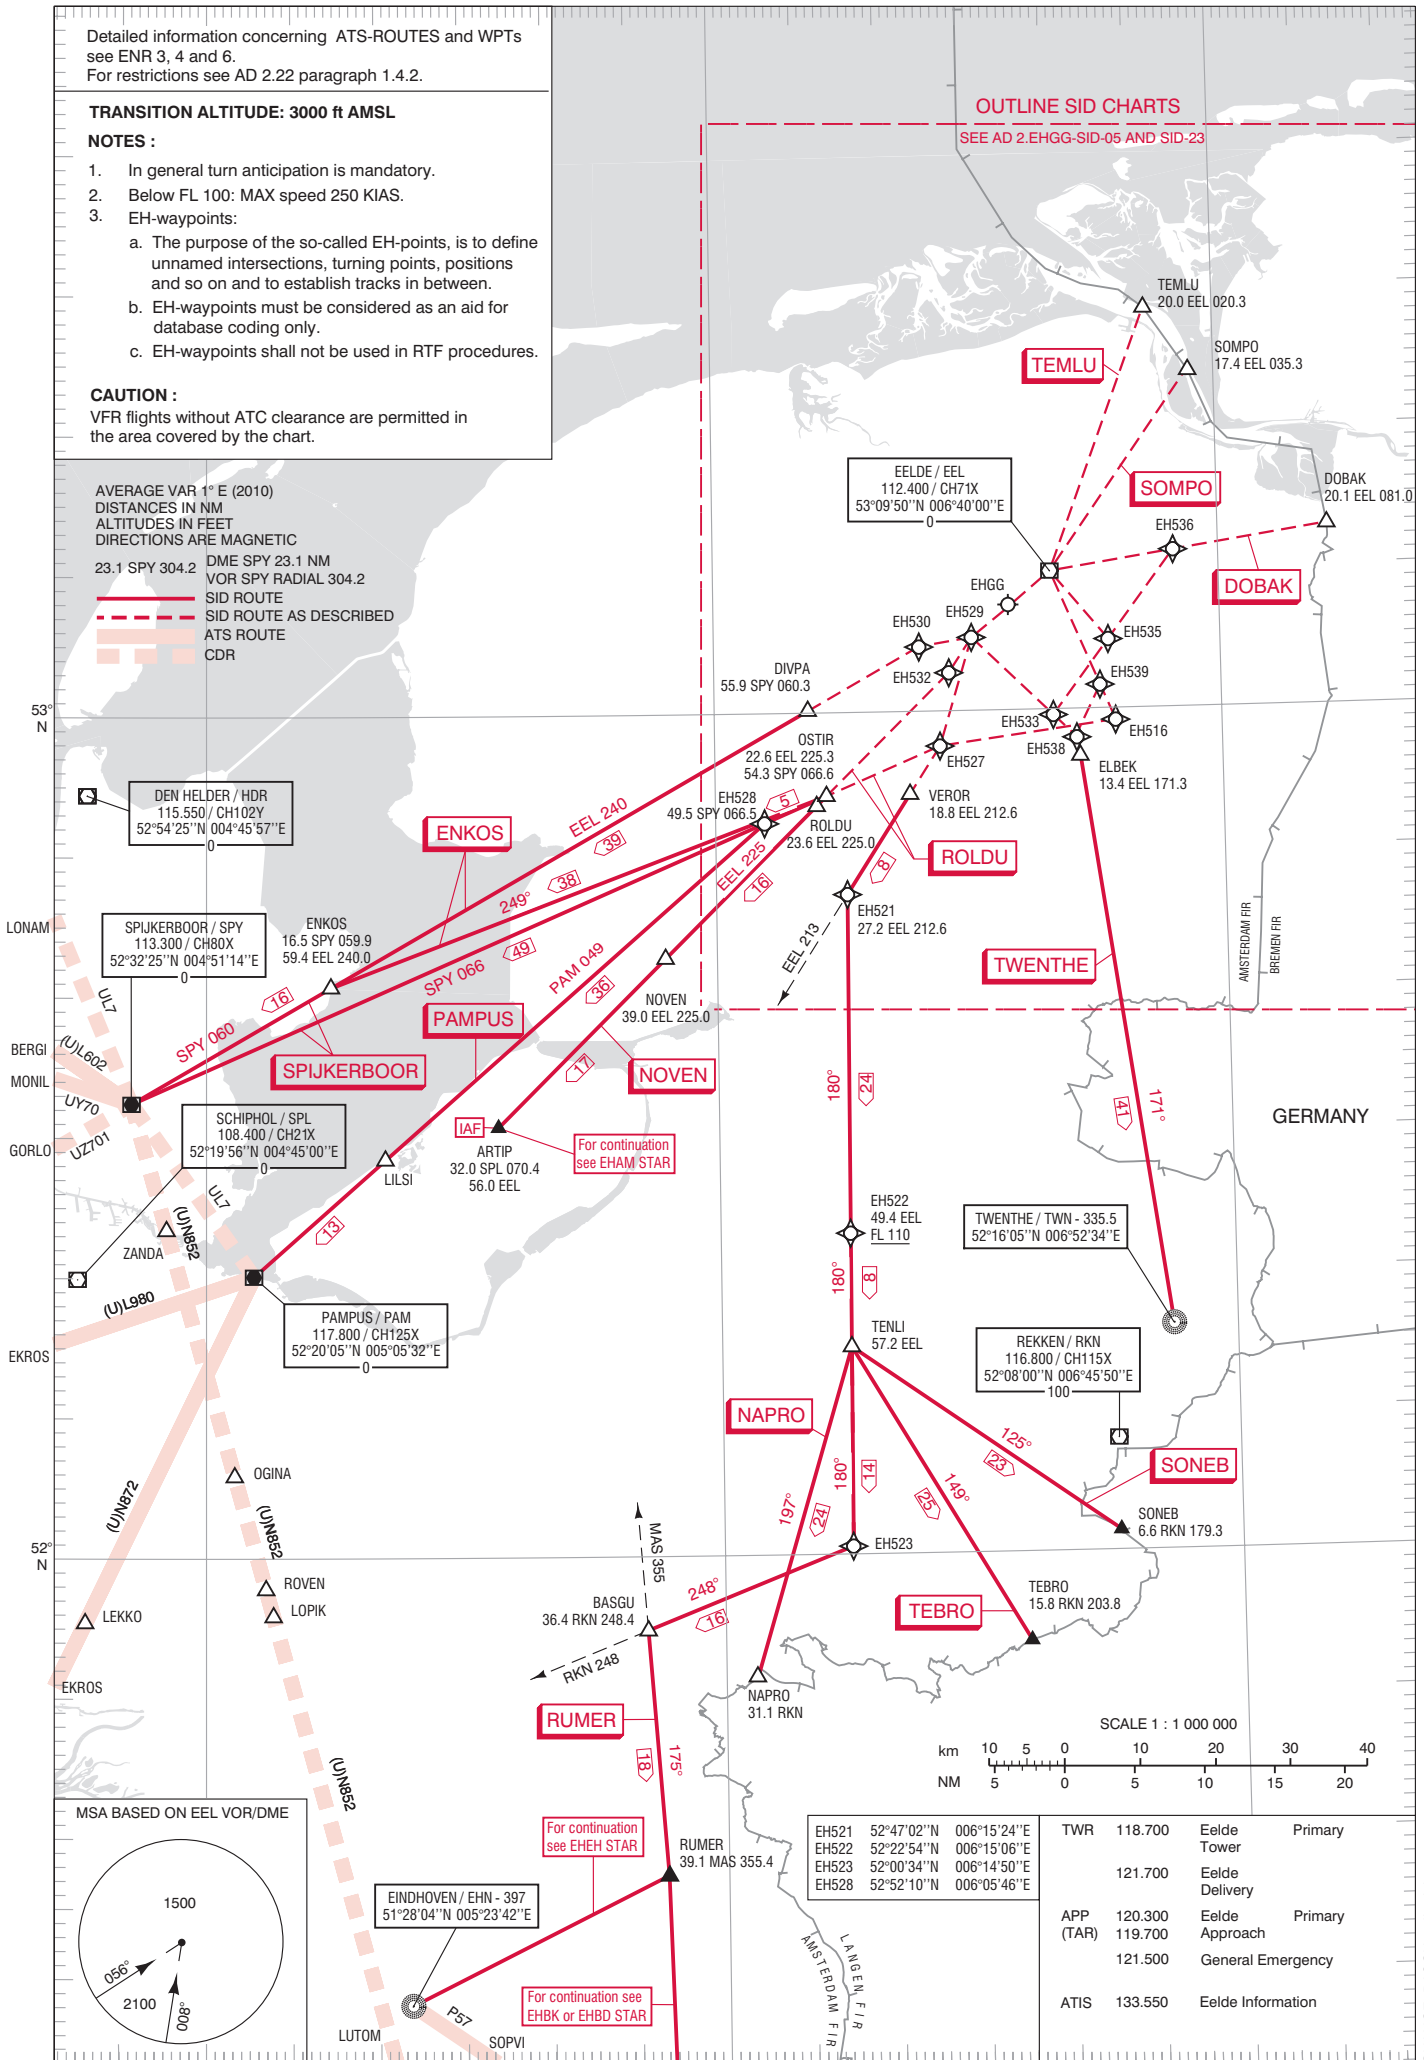 Detailed information concerning ATS-ROUTES and WPTs
see ENR 3, 4 and 6.
For restrictions see AD 2.22 paragraph 1.4.2.
TRANSITION ALTITUDE: 3000 ft AMSL
NOTES :
1. In general turn anticipation is mandatory.
2. Below FL 100: MAX speed 250 KIAS.
3. EH-waypoints:
a. The purpose of the so-called EH-points, is to define
unnamed intersections, turning points, positions
and so on and to establish tracks in between.
b. EH-waypoints must be considered as an aid for
database coding only.
c. EH-waypoints shall not be used in RTF procedures.
CAUTION :
VFR flights without ATC clearance are permitted in
the area covered by the chart.
OUTLINE SID CHARTS
SEE AD 2.EHGG-SID-05 AND SID-23
AVERAGE VAR 1° E (2010)
DISTANCES IN NM
ALTITUDES IN FEET
DIRECTIONS ARE MAGNETIC
23.1 SPY 304.2
DME SPY 23.1 NM
VOR SPY RADIAL 304.2
SID ROUTE
SID ROUTE AS DESCRIBED
ATS ROUTE
CDR
TEMLU
20.0 EEL 020.3
SOMPO
17.4 EEL 035.3
TEMLU
SOMPO
EELDE / EEL
112.400 / CH71X
53°09'50''N 006°40'00''E
0
DOBAK
20.1 EEL 081.0
EH536
DOBAK
EHGG
EH529
EH530
EH535
EH532
EH539
DIVPA
55.9 SPY 060.3
53°
N
EH533
EH516
EH538
OSTIR
22.6 EEL 225.3
54.3 SPY 066.6
EH527
ELBEK
13.4 EEL 171.3
DEN HELDER / HDR
115.550 / CH102Y
52°54'25''N 004°45'57''E
0
EH528
49.5 SPY 066.5
5
VEROR
18.8 EEL 212.6
ROLDU
23.6 EEL 225.0
EEL 240
39
ENKOS
ROLDU
8
38
249°
EEL 225
16
EH521
27.2 EEL 212.6
LONAM
SPIJKERBOOR / SPY
113.300 / CH80X
52°32'25''N 004°51'14''E
0
ENKOS
16.5 SPY 059.9
59.4 EEL 240.0
49
SPY 066
PAM 049
36
EEL 213
AMSTERDAM FIR
BREMEN FIR
TWENTHE
UL7
16
NOVEN
39.0 EEL 225.0
PAMPUS
SPY 060
BERGI
(U)L602
MONIL
SPIJKERBOOR
17
NOVEN
180°
24
UY70
41
171°
GERMANY
GORLO
UZ701
SCHIPHOL / SPL
108.400 / CH21X
52°19'56''N 004°45'00''E
0
IAF
ARTIP
32.0 SPL 070.4
56.0 EEL
For continuation
see EHAM STAR
LILSI
UL7
EH522
49.4 EEL
FL 110
TWENTHE / TWN - 335.5
52°16'05''N 006°52'34''E
ZANDA
(U)N852
13
180°
8
(U)L980
PAMPUS / PAM
117.800 / CH125X
52°20'05''N 005°05'32''E
0
TENLI
57.2 EEL
EKROS
REKKEN / RKN
116.800 / CH115X
52°08'00''N 006°45'50''E
100
NAPRO
125°
23
SONEB
OGINA
180°
14
149°
25
197°
24
(U)N872
(U)N852
MAS 355
SONEB
6.6 RKN 179.3
EH523
52°
N
ROVEN
LOPIK
LEKKO
BASGU
36.4 RKN 248.4
248°
16
TEBRO
TEBRO
15.8 RKN 203.8
RKN 248
EKROS
NAPRO
31.1 RKN
RUMER
18
175°
(U)N852
SCALE 1 : 1 000 000
km 10 5 0 10 20 30 40
NM 5 0 5 10 15 20
MSA BASED ON EEL VOR/DME
1500
056°
2100
008°
For continuation
see EHEH STAR
RUMER
39.1 MAS 355.4
EINDHOVEN / EHN - 397
51°28'04''N 005°23'42''E
For continuation see
EHBK or EHBD STAR
P57
LUTOM
SOPVI
LANGEN FIR
AMSTERDAM FIR
EH521 52°47'02''N 006°15'24''E
EH522 52°22'54''N 006°15'06''E
EH523 52°00'34''N 006°14'50''E
EH528 52°52'10''N 006°05'46''E
TWR 118.700 Eelde Primary
Tower
121.700 Eelde
Delivery
APP 120.300 Eelde Primary
(TAR) 119.700 Approach
121.500 General Emergency
ATIS 133.550 Eelde Information